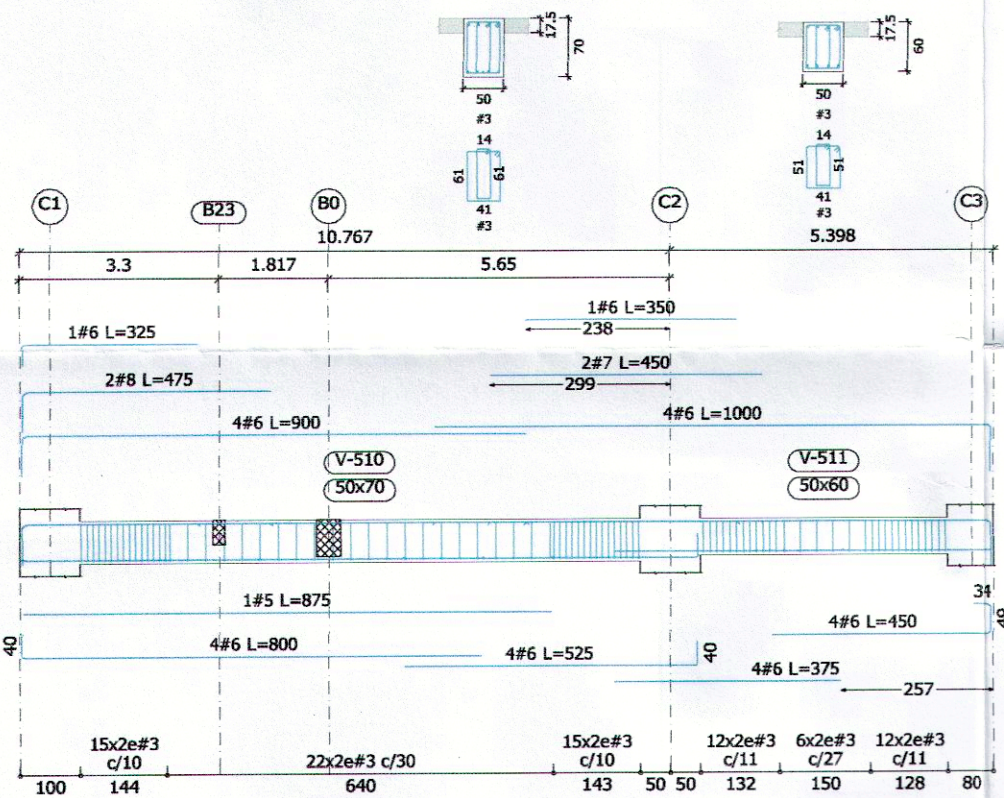 17.5
70
50
#3
14
61
61
41
#3
17.5
60
50
#3
14
51
51
41
#3
C1
B23
B0
C2
C3
10.767
5.398
3.3
1.817
5.65
1#6 L=350
238
1#6 L=325
2#7 L=450
299
2#8 L=475
4#6 L=1000
4#6 L=900
V-510
50x70
V-511
50x60
34
1#5 L=875
40
40
4#6 L=450
4#6 L=800
4#6 L=525
40
4#6 L=375
257
15x2e#3
c/10
22x2e#3 c/30
15x2e#3
c/10
12x2e#3
c/11
6x2e#3
c/27
12x2e#3
c/11
100
144
640
143
50
50
132
150
128
80